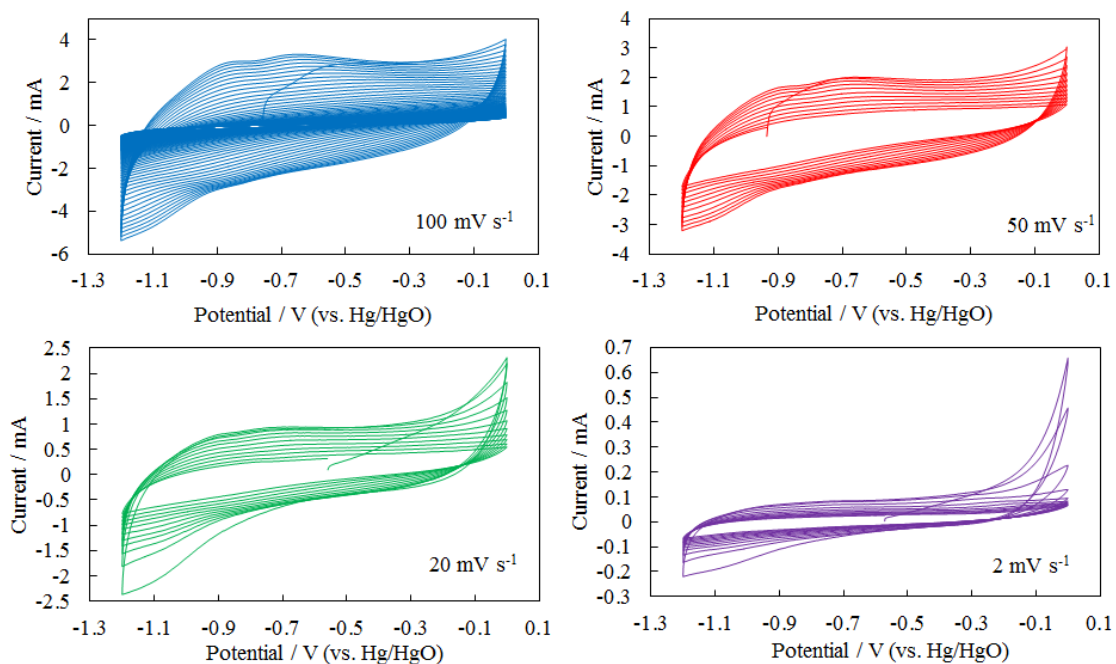 4
2
0
-2
-4
-6
Current / mA
100 mV s-1
-1.3 -1.1 -0.9 -0.7 -0.5 -0.3 -0.1 0.1
Potential / V (vs. Hg/HgO)
4
3
2
1
0
-1
-2
-3
-4
Current / mA
50 mV s-1
-1.3 -1.1 -0.9 -0.7 -0.5 -0.3 -0.1 0.1
Potential / V (vs. Hg/HgO)
2.5
2
1.5
1
0.5
0
-0.5
-1
-1.5
-2
-2.5
Current / mA
20 mV s-1
-1.3 -1.1 -0.9 -0.7 -0.5 -0.3 -0.1 0.1
Potential / V (vs. Hg/HgO)
0.7
0.6
0.5
0.4
0.3
0.2
0.1
0
-0.1
-0.2
-0.3
Current / mA
2 mV s-1
-1.3 -1.1 -0.9 -0.7 -0.5 -0.3 -0.1 0.1
Potential / V (vs. Hg/HgO)